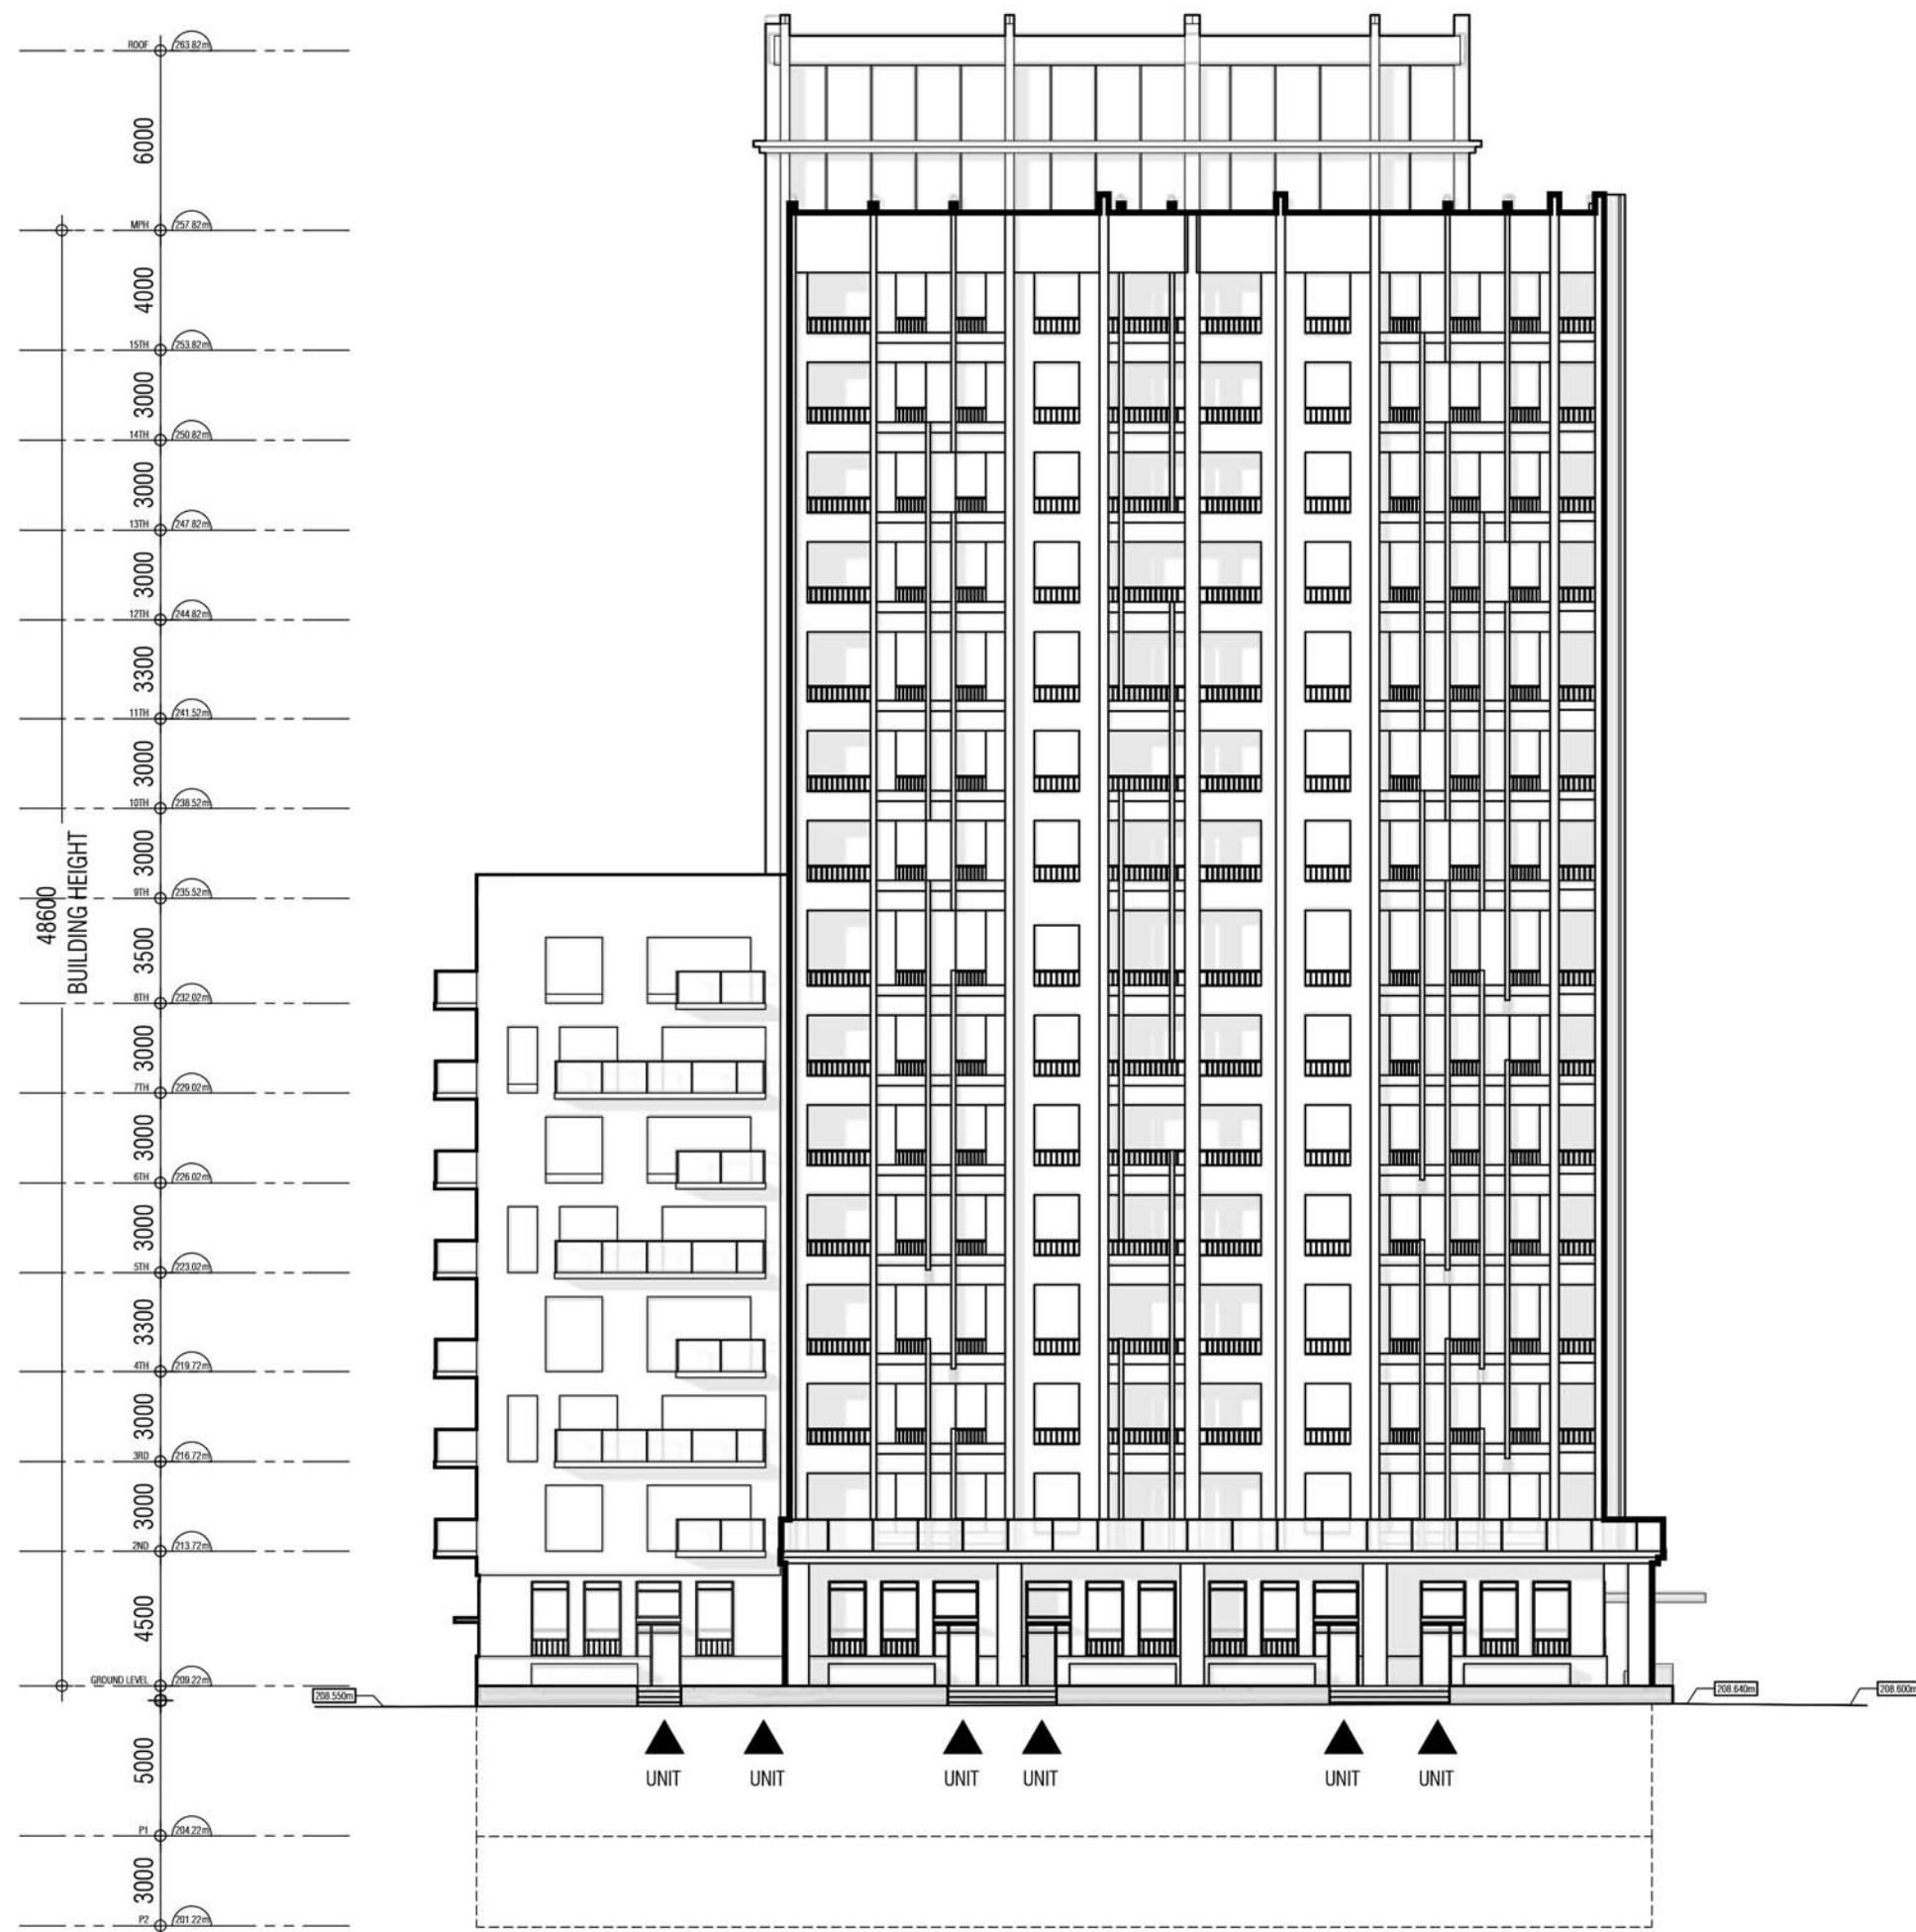 ROOF 263.82m
6000
MPH 257.82m
4000
15TH 253.82m
3000
14TH 250.82m
3000
13TH 247.82m
3000
12TH 244.82m
3300
11TH 241.52m
3000
10TH 238.52m
3000
9TH 235.52m
3500
8TH 232.02m
3000
7TH 229.02m
3000
6TH 226.02m
3000
5TH 223.02m
3300
4TH 219.72m
3000
3RD 216.72m
3000
2ND 213.72m
4500
GROUND LEVEL 209.22m
5000
P1 204.22m
3000
P2 201.22m
48600
BUILDING HEIGHT
208.550m
208.640m
208.600m
UNIT UNIT UNIT UNIT UNIT UNIT